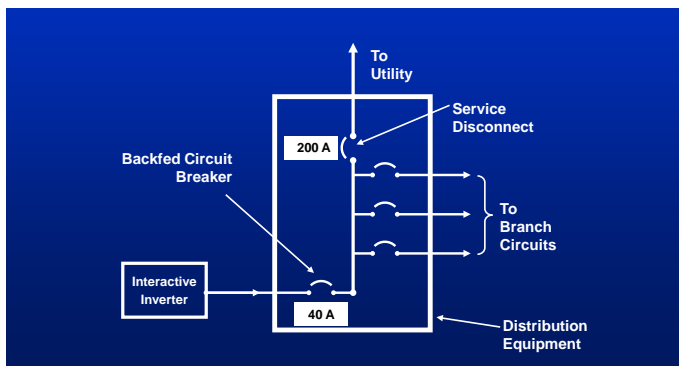 To
Utility
Service
Disconnect
200 A
Backfed Circuit
Breaker
To
Branch
Circuits
Interactive
Inverter
40 A
Distribution
Equipment